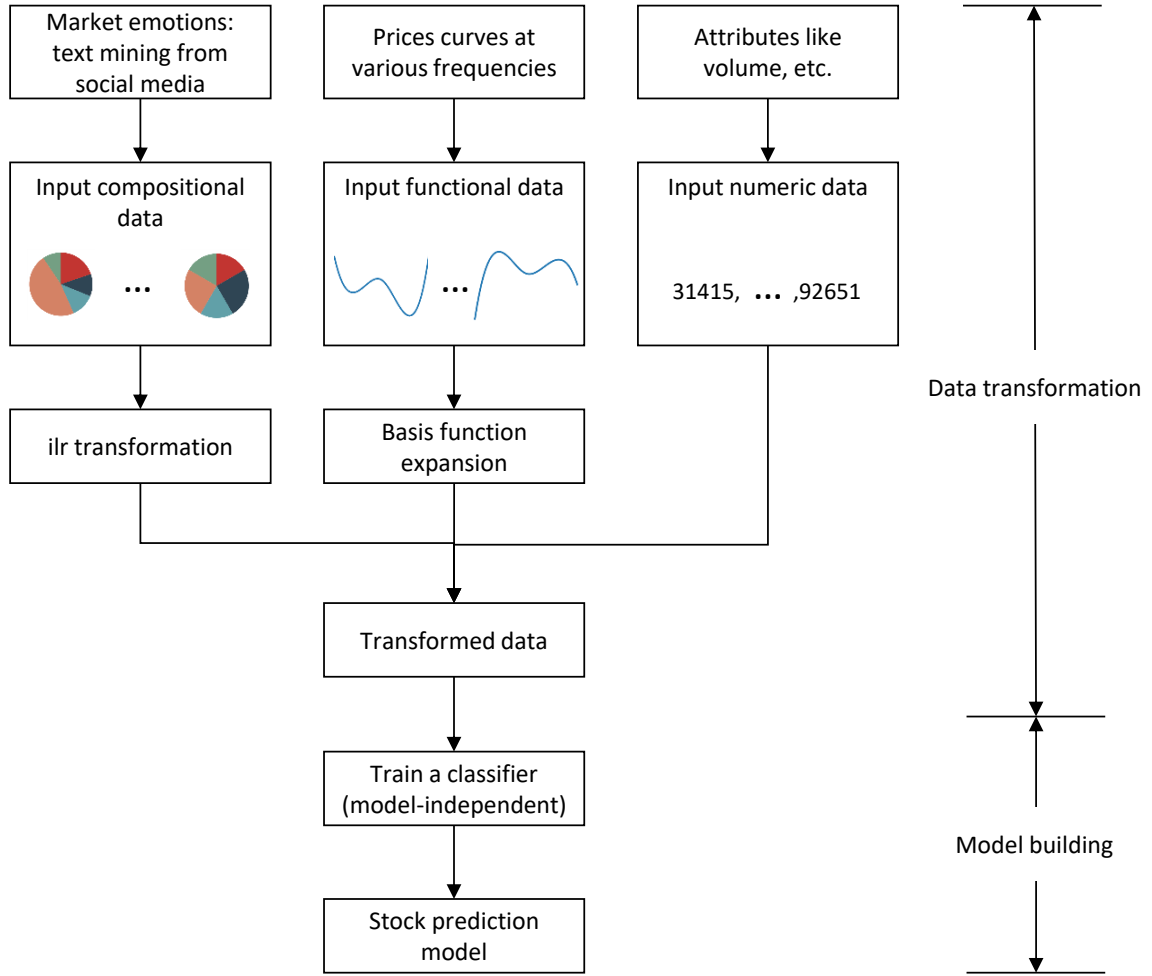 Market emotions:
text mining from
social media
Prices curves at
various frequencies
Attributes like
volume, etc.
Input compositional
data
...
Input functional data
...
Input numeric data
31415, ... ,92651
Data transformation
ilr transformation
Basis function
expansion
Transformed data
Train a classifier
(model-independent)
Model building
Stock prediction
model